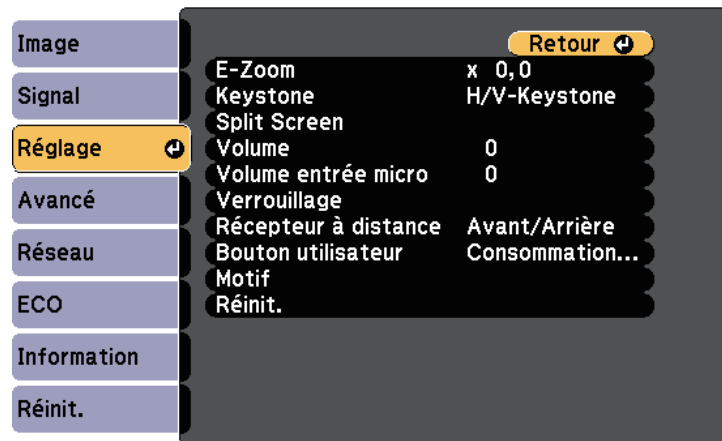 Image
Signal
Réglage
Avancé
Réseau
ECO
Information
Réinit.
Retour
E-Zoom x 0,0
Keystone H/V-Keystone
Split Screen
Volume 0
Volume entrée micro 0
Verrouillage
Récepteur à distance Avant/Arrière
Bouton utilisateur Consommation...
Motif
Réinit.